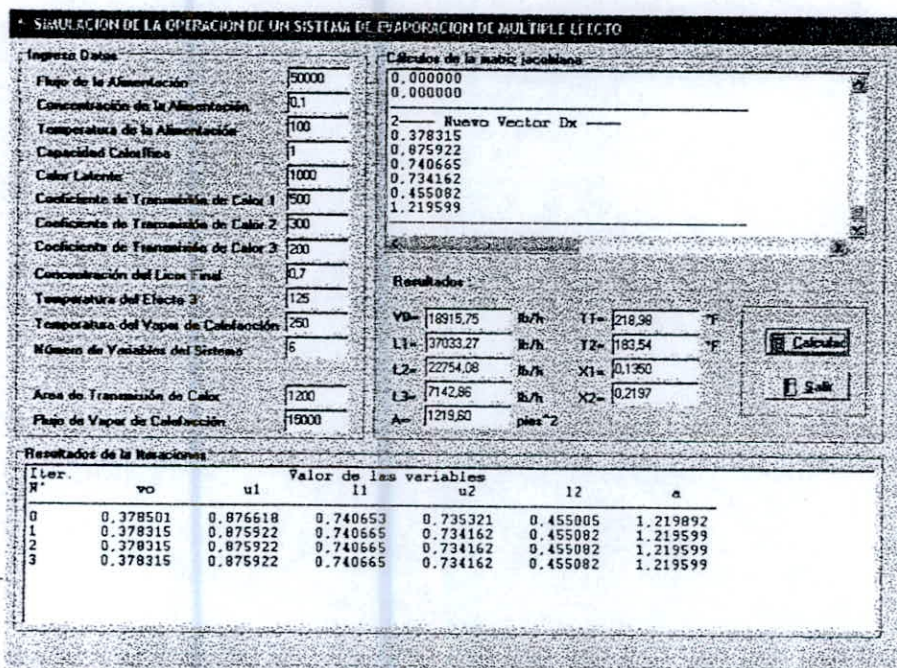 SIMULACION DE LA OPERACION DE UN SISTEMA DE EVAPORACION DE MULTIPLE EFECTO
Ingreso Datos
Flujo de la Alimentación 50000
Concentración de la Alimentación 0,1
Temperatura de la Alimentación 100
Capacidad Calorífica 1
Calor Latente 1000
Coeficiente de Transmisión de Calor 1 500
Coeficiente de Transmisión de Calor 2 300
Coeficiente de Transmisión de Calor 3 200
Concentración del Licor Final 0,7
Temperatura del Efecto 3 125
Temperatura del Vapor de Calefacción 250
Número de Variables del Sistema 6
Area de Transmisión de Calor 1200
Flujo de Vapor de Calefacción 15000
Cálculos de la matriz jacobiana
0.000000
0.000000
2---- Nuevo Vector Dx ----
0.378315
0.875922
0.740665
0.734162
0.455082
1.219599
Resultados
V0= 18915,75 lb/h T1= 218,98 °F
L1= 37033,27 lb/h T2= 183,54 °F
L2= 22754,08 lb/h X1= 0,1350
L3= 7142,86 lb/h X2= 0,2197
A= 1219,60 pies^2
Calcular
Salir
Resultados de la Iteraciones
Iter. Valor de las variables
N° vo u1 l1 u2 l2 a
0 0.378501 0.876618 0.740653 0.735321 0.455005 1.219892
1 0.378315 0.875922 0.740665 0.734162 0.455082 1.219599
2 0.378315 0.875922 0.740665 0.734162 0.455082 1.219599
3 0.378315 0.875922 0.740665 0.734162 0.455082 1.219599